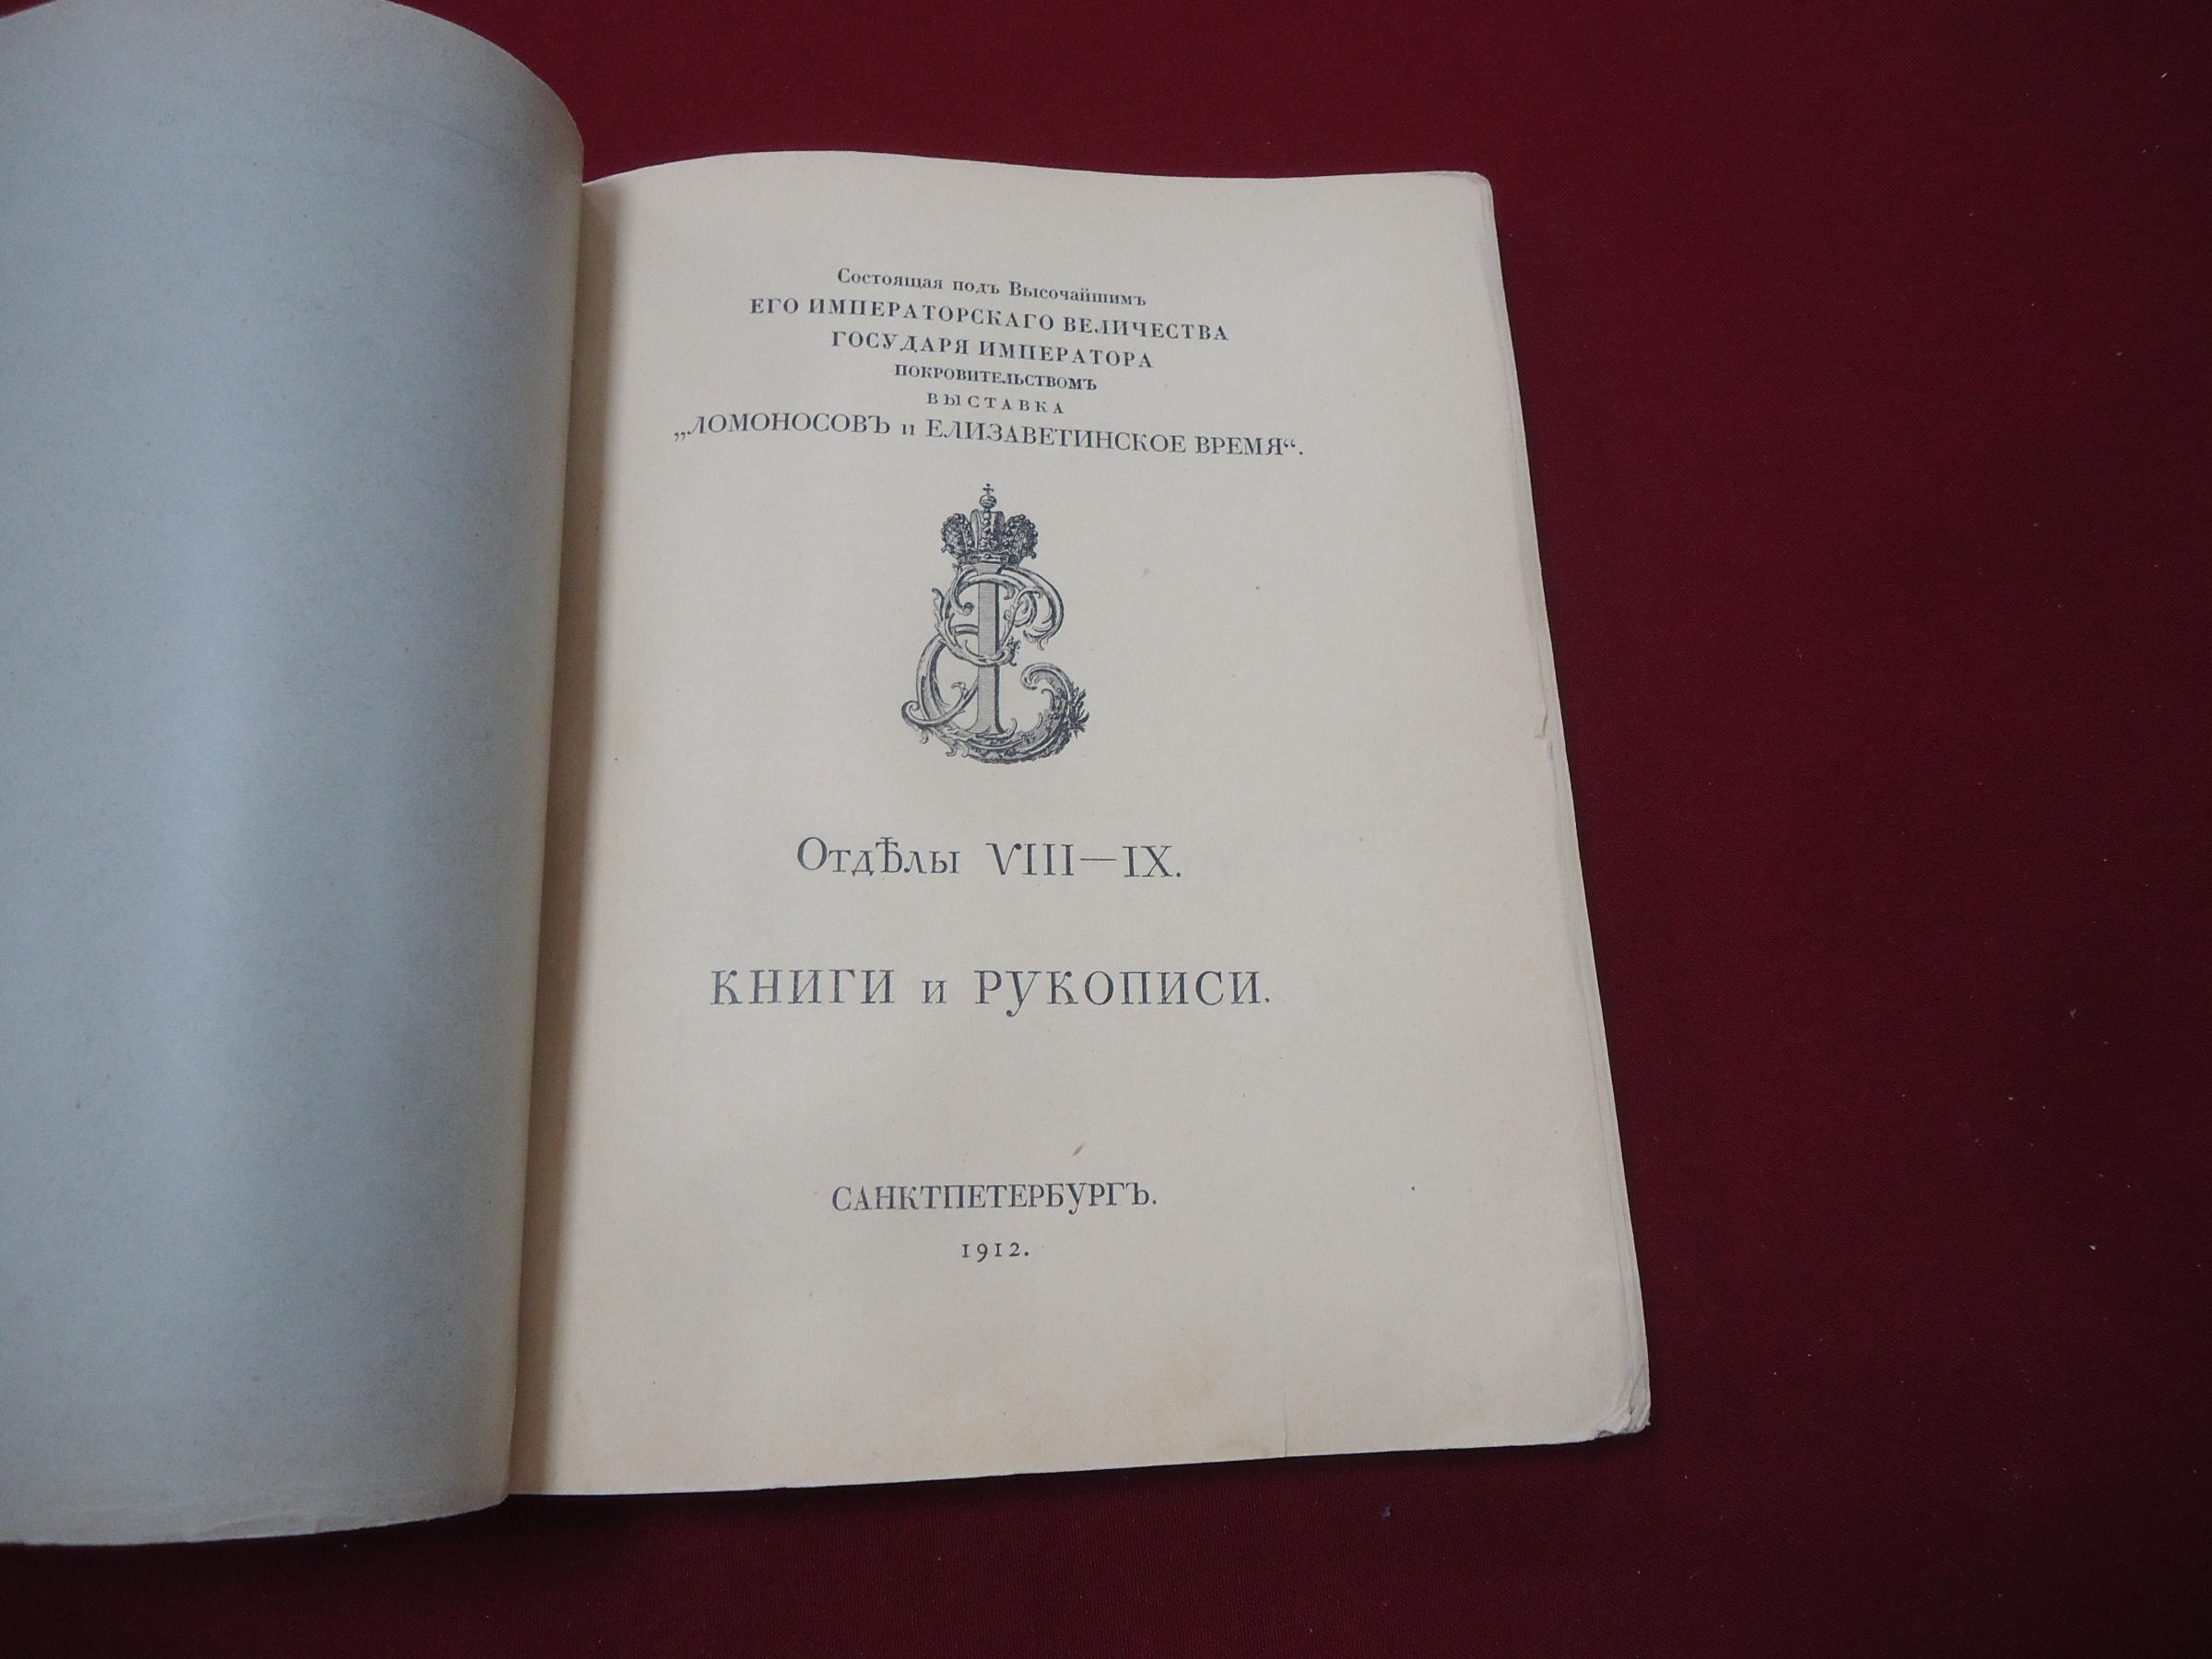 Состоящая подъ Высочайшимъ
ЕГО ИМПЕРАТОРСКАГО ВЕЛИЧЕСТВА
ГОСУДАРЯ ИМПЕРАТОРА
ПОКРОВИТЕЛЬСТВОМЪ
ВЫСТАВКА
„ЛОМОНОСОВЪ и ЕЛИЗАВЕТИНСКОЕ ВРЕМЯ“.
ОтдѢлы VIII—IX.
КНИГИ и РУКОПИСИ.
САНКТПЕТЕРБУРГЪ.
1912.